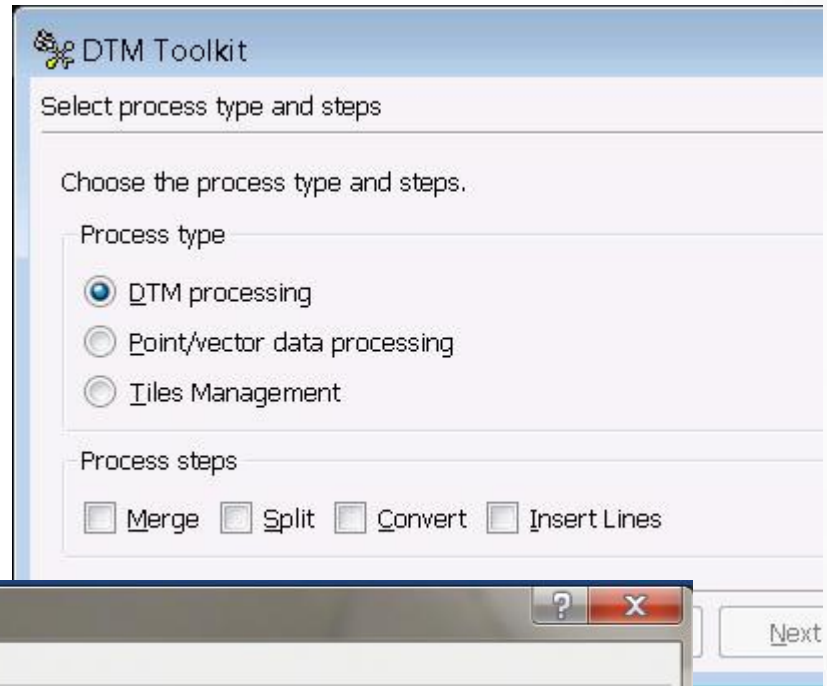 DTM Toolkit
Select process type and steps
Choose the process type and steps.
Process type
DTM processing
Point/vector data processing
Tiles Management
Process steps
Merge Split Convert Insert Lines
? X
Next